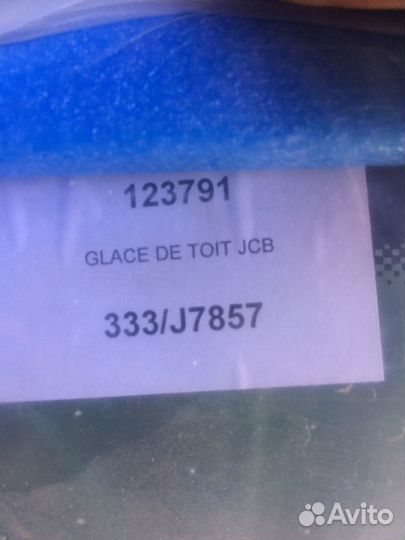 123791
GLACE DE TOIT JCB
333/J7857
Avito